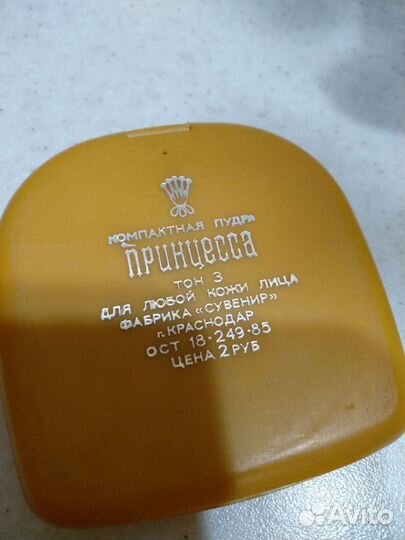 КОМПАКТНАЯ ПУДРА
принцесса
ТОН 3
ДЛЯ ЛЮБОЙ КОЖИ ЛИЦА
ФАБРИКА «СУВЕНИР»
г. КРАСНОДАР
ОСТ 18·249·85
ЦЕНА 2 РУБ
Avito